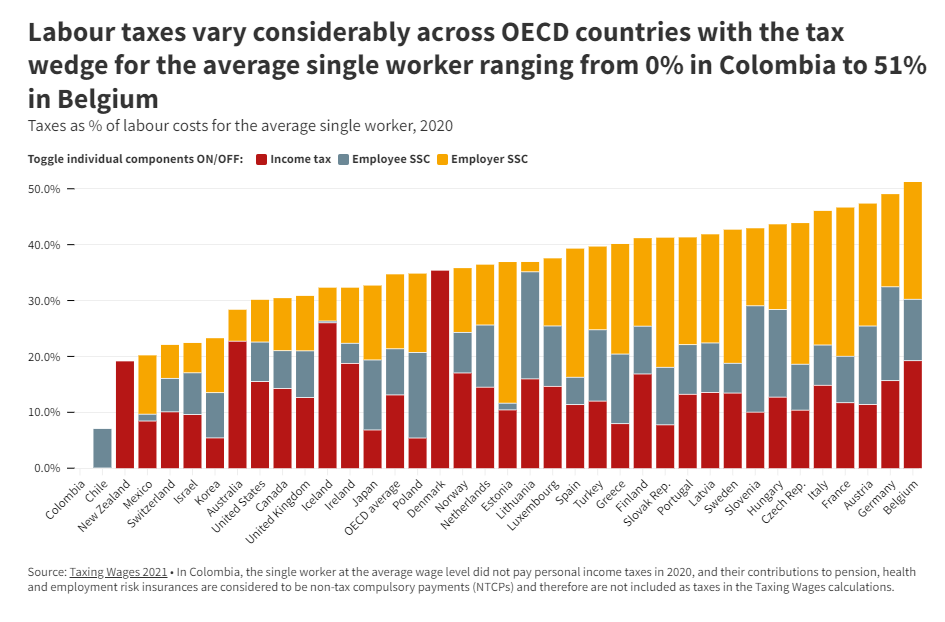 Labour taxes vary considerably across OECD countries with the tax
wedge for the average single worker ranging from 0% in Colombia to 51%
in Belgium
Taxes as % of labour costs for the average single worker, 2020
Toggle individual components ON/OFF: Income tax Employee SSC Employer SSC
50.0%
40.0%
30.0%
20.0%
10.0%
0.0%
Colombia
Chile
New Zealand
Mexico
Switzerland
Israel
Korea
Australia
United States
Canada
United Kingdom
Iceland
Ireland
Japan
OECD average
Poland
Denmark
Norway
Netherlands
Estonia
Lithuania
Luxembourg
Spain
Turkey
Greece
Finland
Slovak Rep.
Portugal
Latvia
Sweden
Slovenia
Hungary
Czech Rep.
Italy
France
Austria
Germany
Belgium
Source: Taxing Wages 2021 • In Colombia, the single worker at the average wage level did not pay personal income taxes in 2020, and their contributions to pension, health
and employment risk insurances are considered to be non-tax compulsory payments (NTCPs) and therefore are not included as taxes in the Taxing Wages calculations.